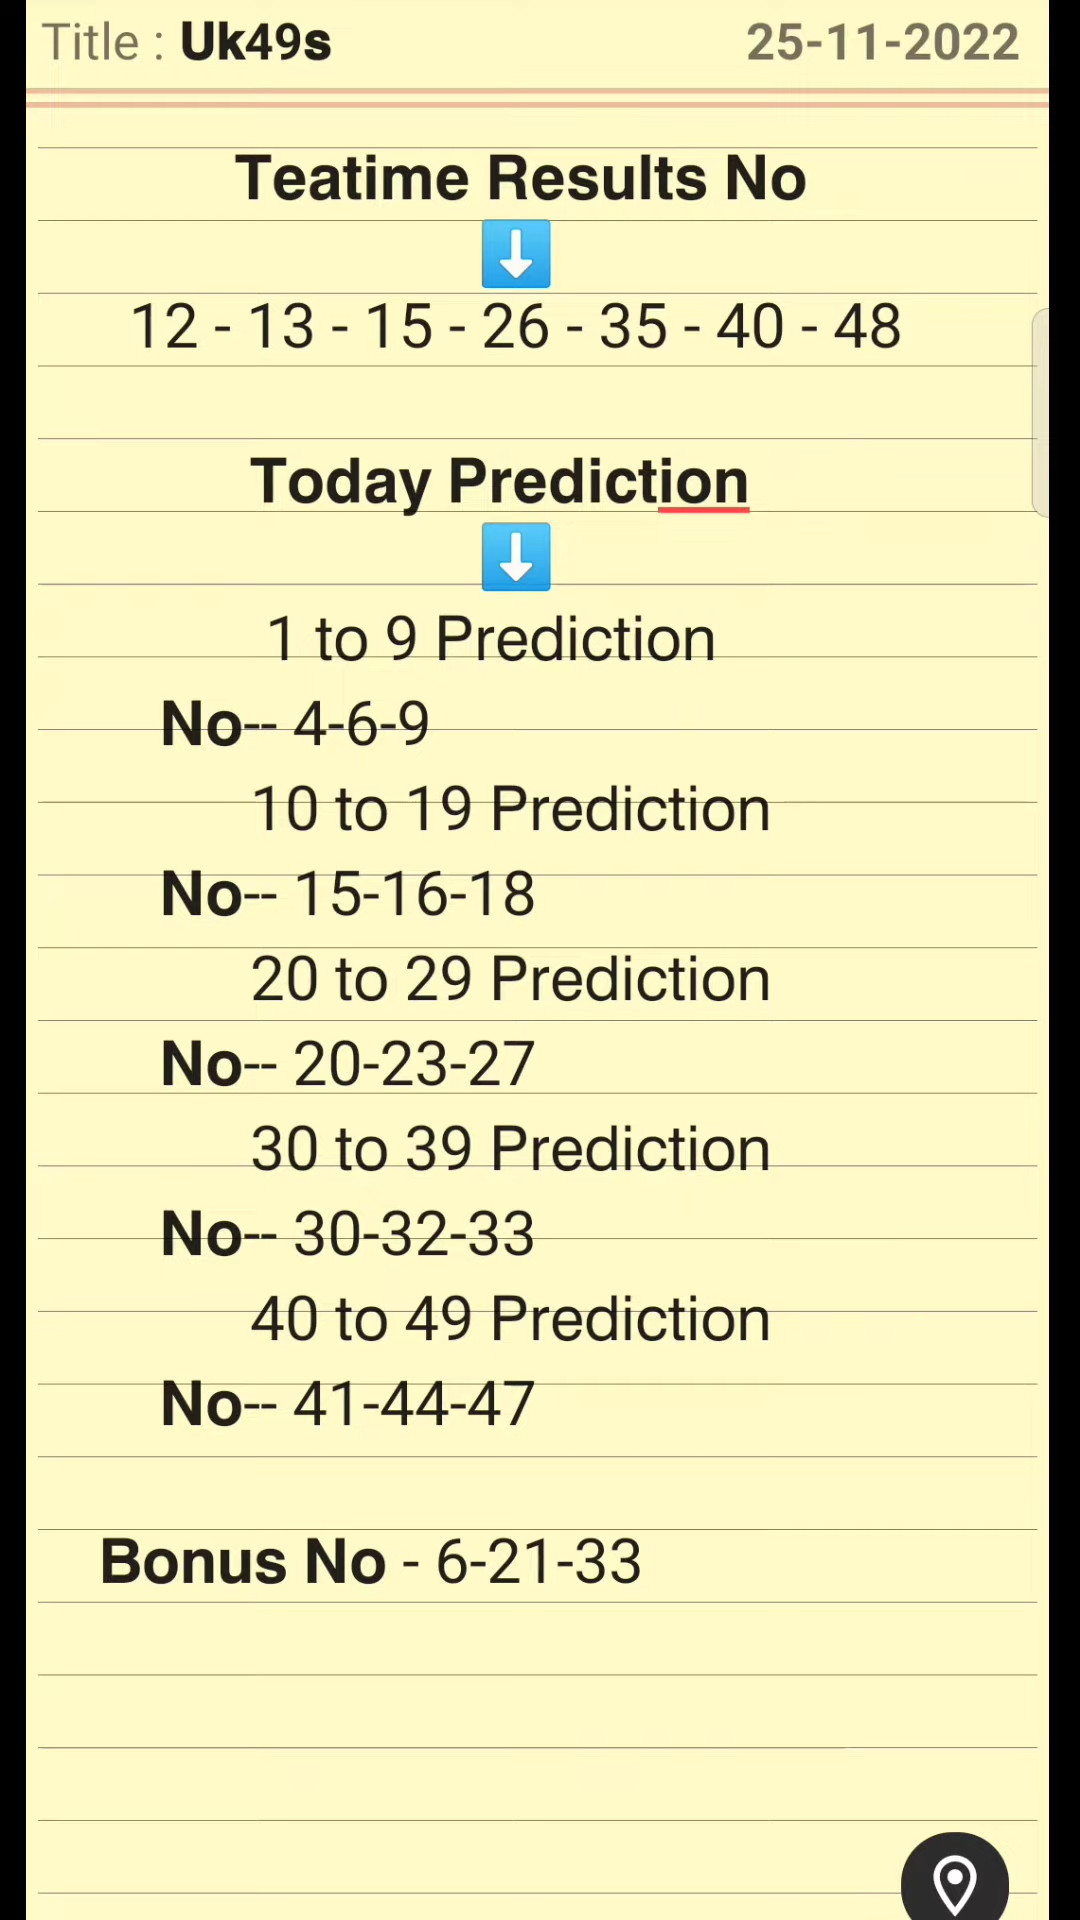 Title : Uk49s 25-11-2022
Teatime Results No
⬇️
12 - 13 - 15 - 26 - 35 - 40 - 48
Today Prediction
⬇️
1 to 9 Prediction
No-- 4-6-9
10 to 19 Prediction
No-- 15-16-18
20 to 29 Prediction
No-- 20-23-27
30 to 39 Prediction
No-- 30-32-33
40 to 49 Prediction
No-- 41-44-47
Bonus No - 6-21-33